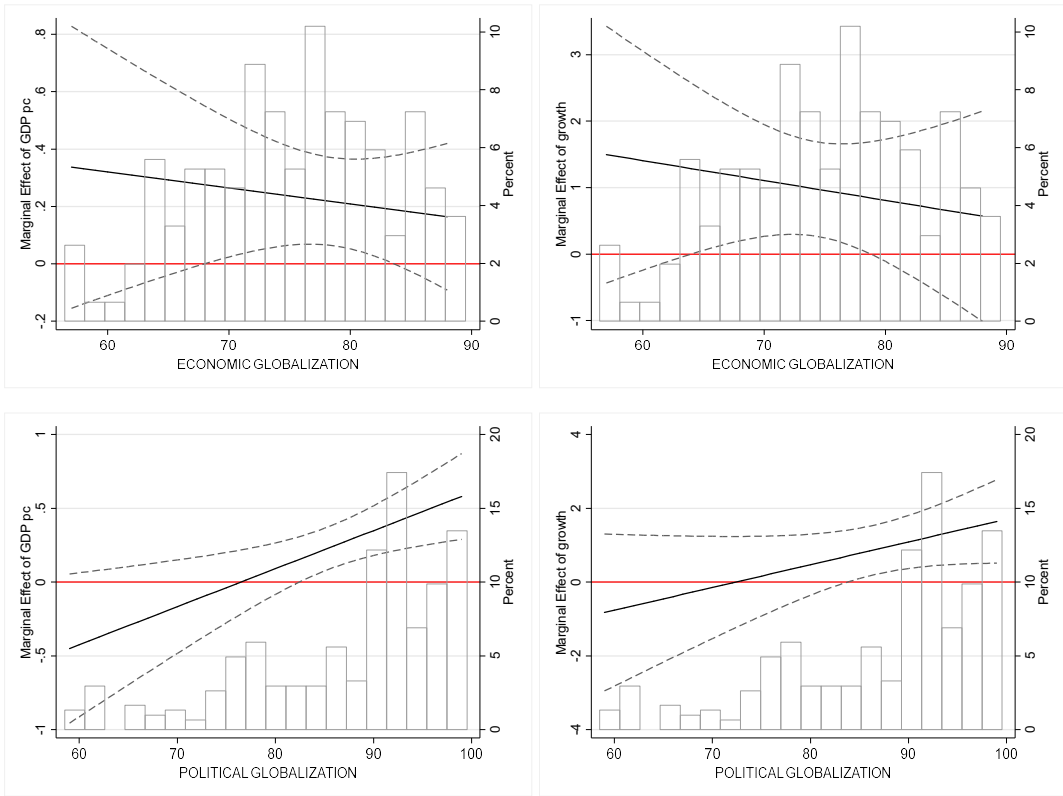 Marginal Effect of GDP pc
.8
.6
.4
.2
0
-.2
10
8
6
4
2
0
Percent
60 70 80 90
ECONOMIC GLOBALIZATION
Marginal Effect of growth
3
2
1
0
-1
10
8
6
4
2
0
Percent
60 70 80 90
ECONOMIC GLOBALIZATION
Marginal Effect of GDP pc
1
.5
0
-.5
-1
20
15
10
5
0
Percent
60 70 80 90 100
POLITICAL GLOBALIZATION
Marginal Effect of growth
4
2
0
-2
-4
20
15
10
5
0
Percent
60 70 80 90 100
POLITICAL GLOBALIZATION